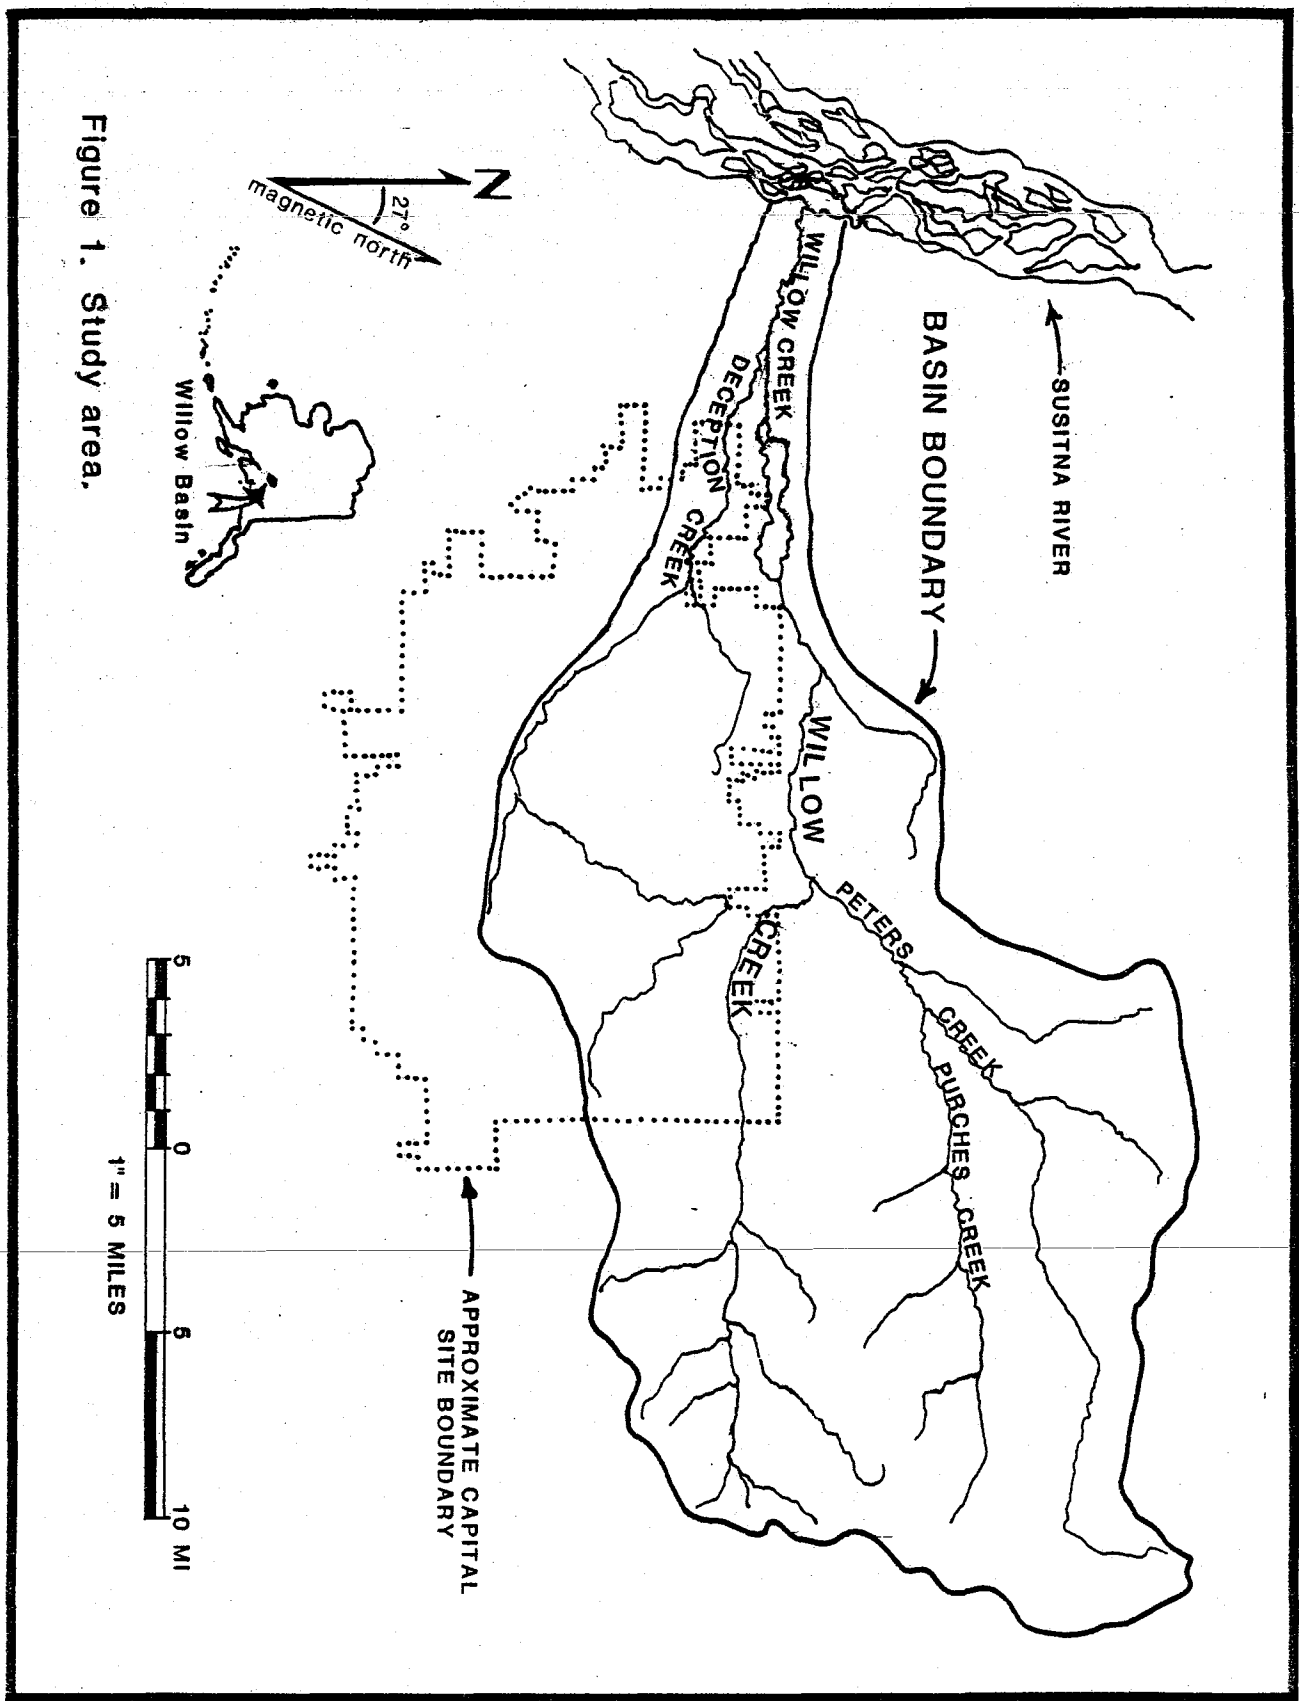 SUSITNA RIVER
BASIN BOUNDARY
WILLOW CREEK
DECEPTION CREEK
WILLOW CREEK
PETERS CREEK
PURCHES CREEK
N
27°
magnetic north
Willow Basin
APPROXIMATE CAPITAL
SITE BOUNDARY
5 0 5 10 MI
1" = 5 MILES
Figure 1. Study area.